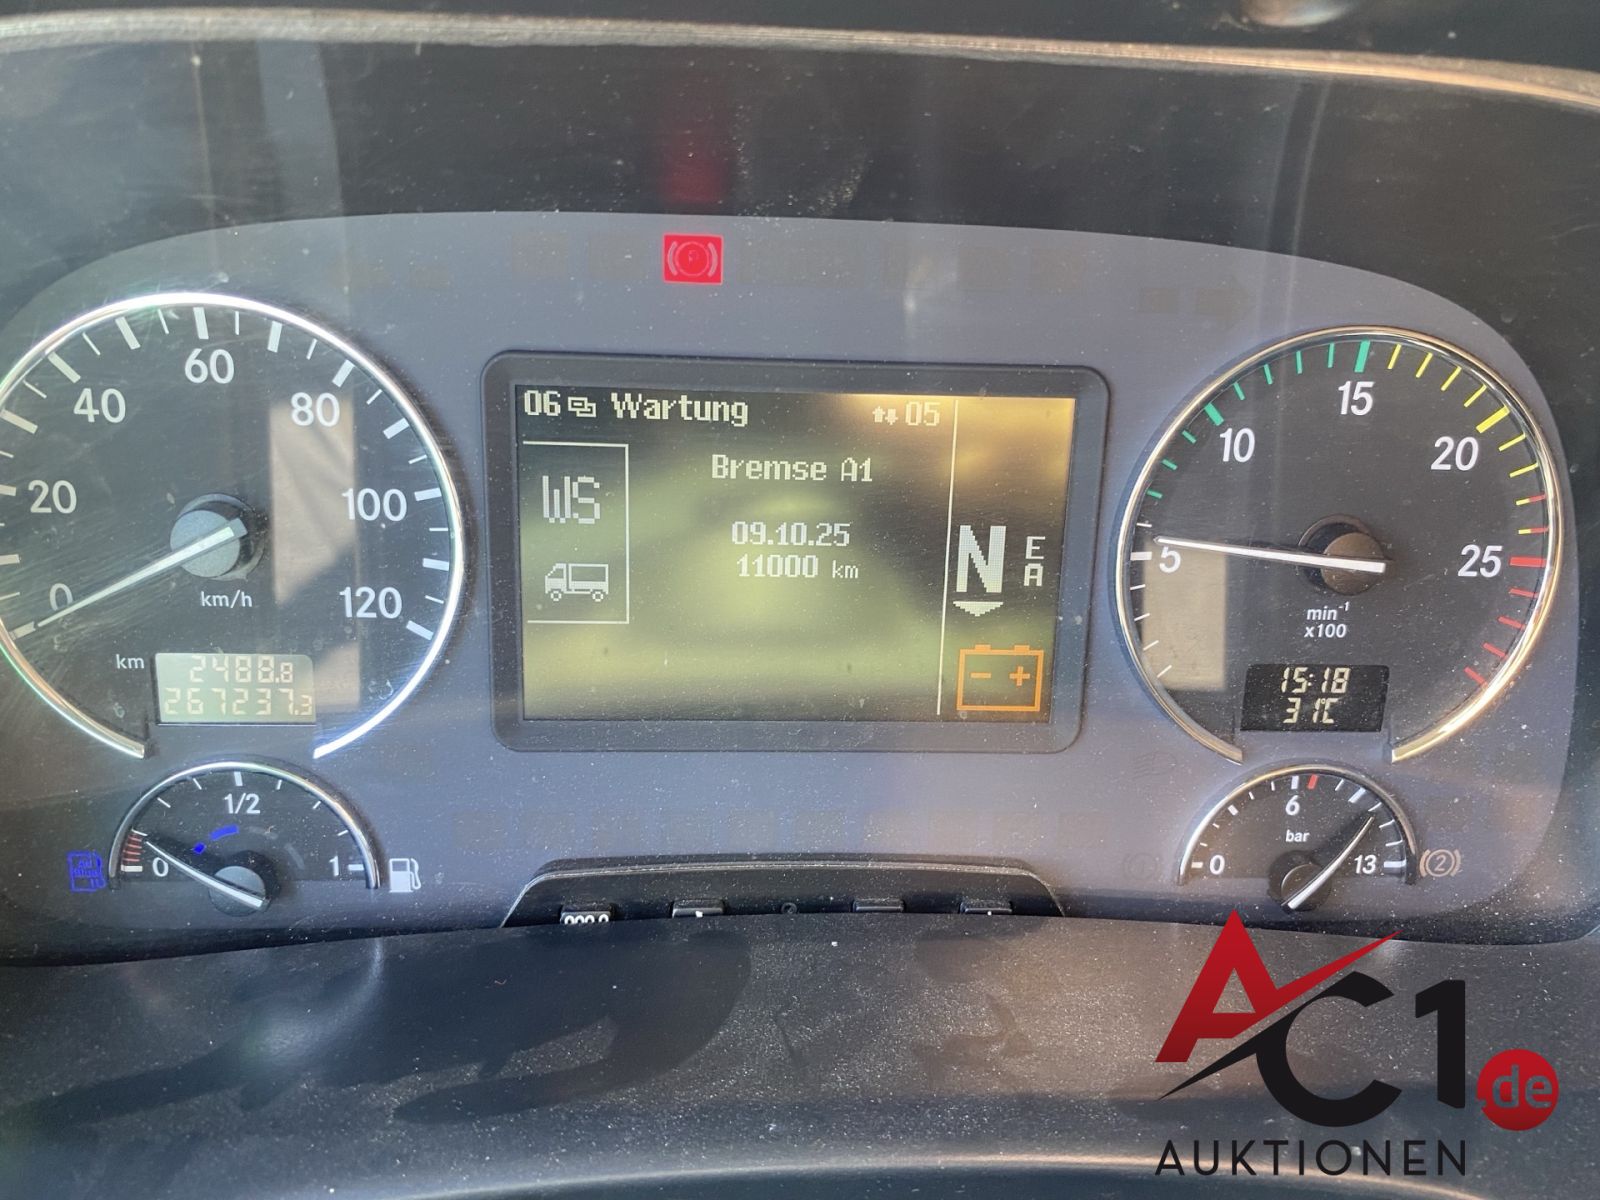 0
20
40
60
80
100
120
km/h
km
2488.8
267237.3
06 Wartung 05
WS
Bremse A1
09.10.25
11000 km
N
E
A
- +
5
10
15
20
25
min-1
x100
15:18
31°C
0
1/2
1
0
6
13
bar
2
P
AC1.de
AUKTIONEN